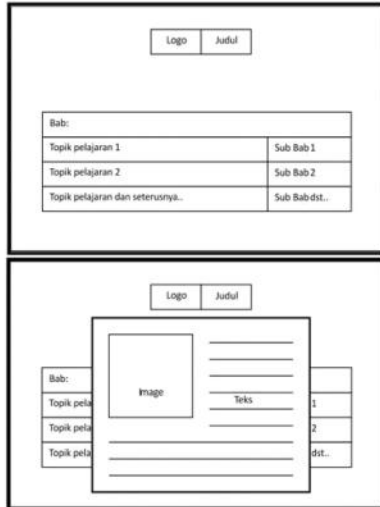 Logo Judul
Bab:
Topik pelajaran 1 Sub Bab 1
Topik pelajaran 2 Sub Bab 2
Topik pelajaran dan seterusnya.. Sub Bab dst..
Logo Judul
Image Teks
Bab:
Topik pela 1
Topik pela 2
Topik pela dst..